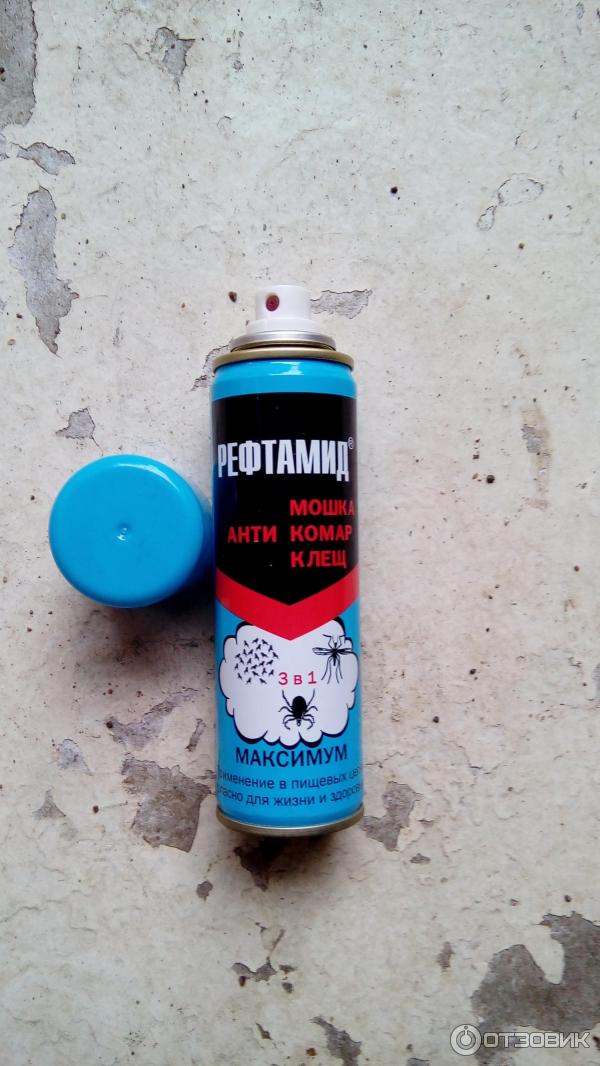 РЕФТАМИД®
МОШКА
АНТИ КОМАР
КЛЕЩ
3 в 1
МАКСИМУМ
в пищевых
для жизни и
ОТЗОВИК